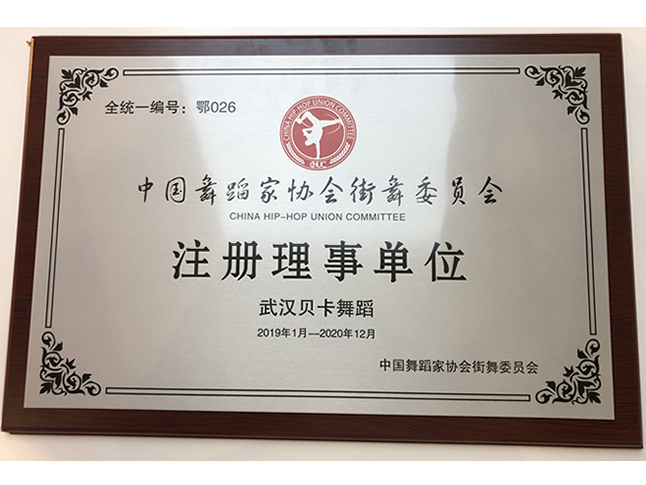 全统一编号：鄂026
CHINA HIP-HOP UNION COMMITTEE
CHUC
中国舞蹈家协会街舞委员会
CHINA HIP-HOP UNION COMMITTEE
注册理事单位
武汉贝卡舞蹈
2019年1月--2020年12月
中国舞蹈家协会街舞委员会